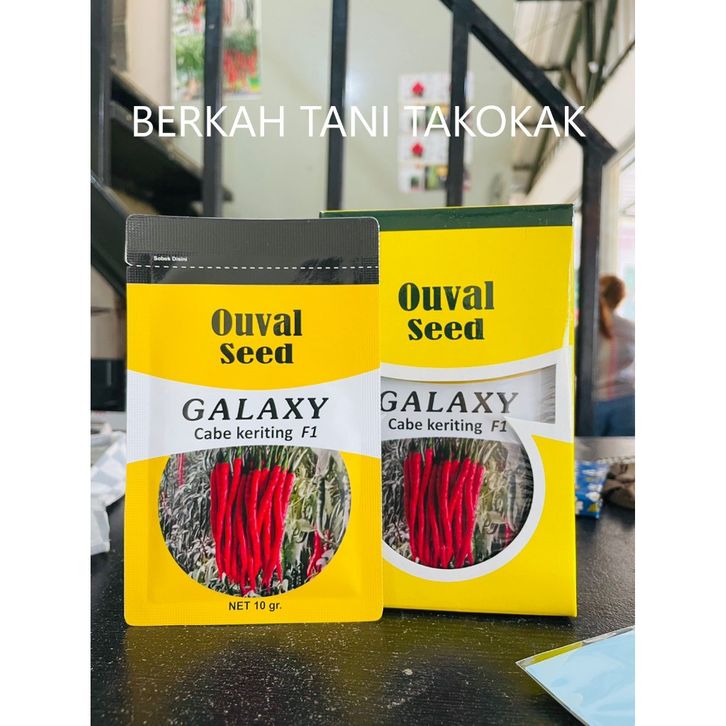 BERKAH TANI TAKOKAK
Sobek Disini
Ouval
Seed
GALAXY
Cabe keriting F1
NET 10 gr.
Ouval
Seed
GALAXY
Cabe keriting F1